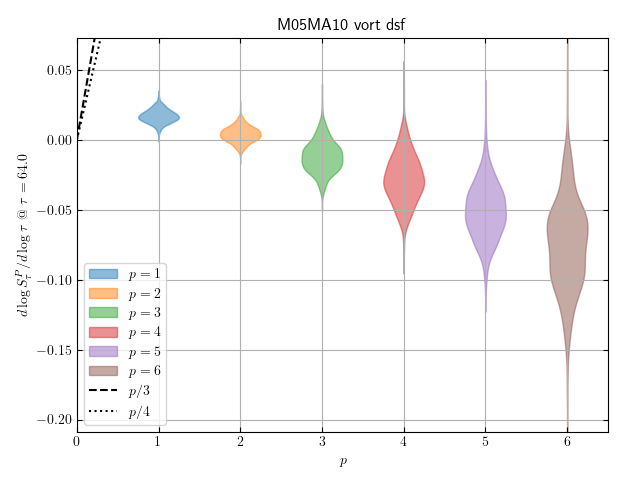 M05MA10 vort dsf
0.05
0.00
−0.05
−0.10
−0.15
−0.20
d log S_τ^P / d log τ @ τ = 64.0
p = 1
p = 2
p = 3
p = 4
p = 5
p = 6
p/3
p/4
0 1 2 3 4 5 6
p